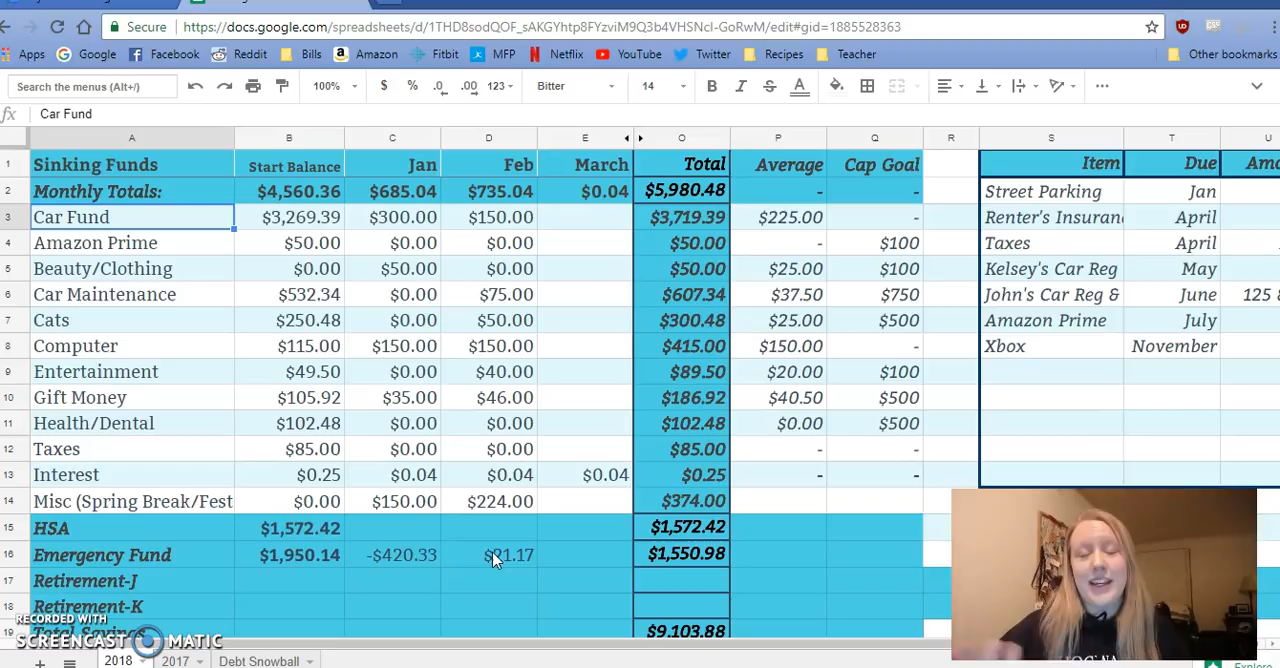 Secure https://docs.google.com/spreadsheets/d/1THD8sodQOF_sAKGYhtp8FYzviM9Q3b4VHSNcI-GoRwM/edit#gid=1885528363
Apps Google Facebook Reddit Bills Amazon Fitbit MFP Netflix YouTube Twitter Recipes Teacher Other bookmarks
Search the menus (Alt+/) 100% $ % .0 .00 123 Bitter 14 B I S A ...
fx Car Fund
A B C D E O P Q R S T U
1 Sinking Funds Start Balance Jan Feb March Total Average Cap Goal Item Due
2 Monthly Totals: $4,560.36 $685.04 $735.04 $0.04 $5,980.48 - - Street Parking Jan
3 Car Fund $3,269.39 $300.00 $150.00 $3,719.39 $225.00 - Renter's April
4 Amazon Prime $50.00 $0.00 $0.00 $50.00 - $100 Taxes April
5 Beauty/Clothing $0.00 $50.00 $0.00 $50.00 $25.00 $100 Kelsey's Car Reg May
6 Car Maintenance $532.34 $0.00 $75.00 $607.34 $37.50 $750 John's Car Reg & June 125 &
7 Cats $250.48 $0.00 $50.00 $300.48 $25.00 $500 Amazon Prime July
8 Computer $115.00 $150.00 $150.00 $415.00 $150.00 - Xbox November
9 Entertainment $49.50 $0.00 $40.00 $89.50 $20.00 $100
10 Gift Money $105.92 $35.00 $46.00 $186.92 $40.50 $500
11 Health/Dental $102.48 $0.00 $0.00 $102.48 $0.00 $500
12 Taxes $85.00 $0.00 $0.00 $85.00 - -
13 Interest $0.25 $0.04 $0.04 $0.04 $0.25 - -
14 Misc (Spring Break/Fest $0.00 $150.00 $224.00 $374.00
15 HSA $1,572.42 $1,572.42
16 Emergency Fund $1,950.14 -$420.33 $1,550.98
17 Retirement-J
18 Retirement-K
RECORDED WITH
SCREENCAST MATIC
19 $9,103.88
+ 2018 2017 Debt Snowball Explore